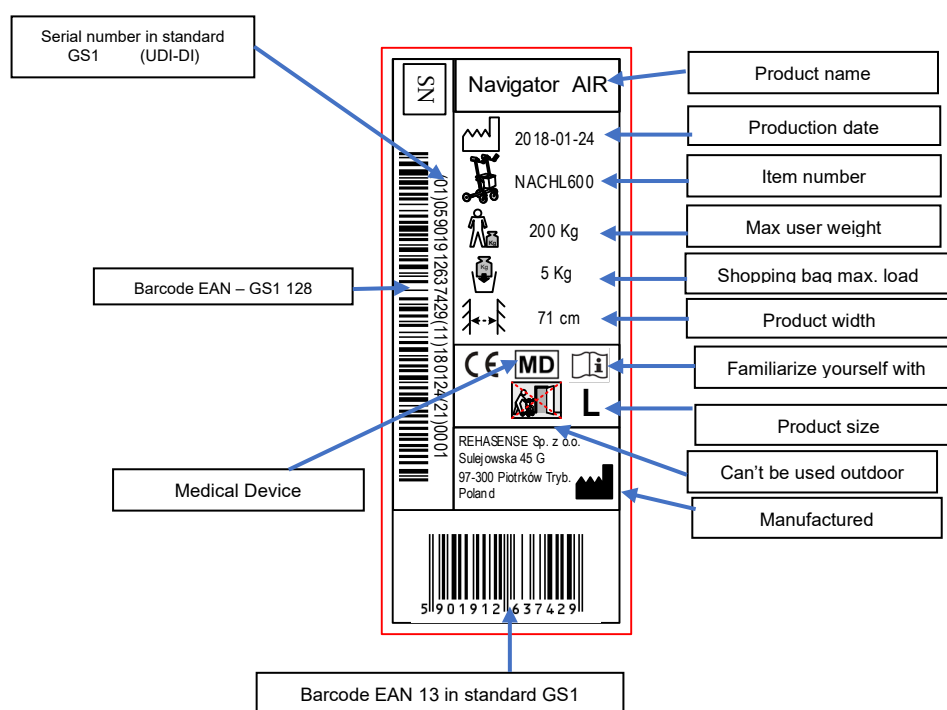 Serial number in standard
GS1 (UDI-DI)
Barcode EAN – GS1 128
Medical Device
SN
(01)05901912637429(11)180124(21)0001
Navigator AIR
2018-01-24
NACHL600
Kg
200 Kg
Kg
5 Kg
71 cm
CE MD i
L
REHASENSE Sp. z o.o.
Sulejowska 45 G
97-300 Piotrków Tryb.
Poland
5 901912 637429
Product name
Production date
Item number
Max user weight
Shopping bag max. load
Product width
Familiarize yourself with
Product size
Can't be used outdoor
Manufactured
Barcode EAN 13 in standard GS1